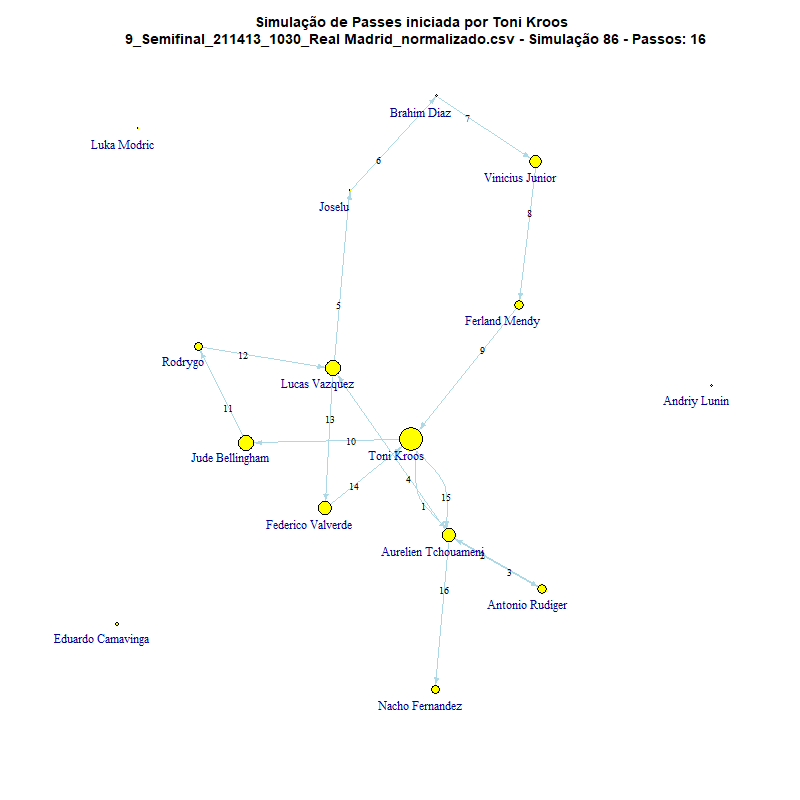 Simulação de Passes iniciada por Toni Kroos
9_Semifinal_211413_1030_Real Madrid_normalizado.csv - Simulação 86 - Passos: 16
Brahim Diaz
7
Luka Modric
6
Vinicius Junior
Joselu
8
5
Ferland Mendy
9
12
Rodrygo
Lucas Vazquez
Andriy Lunin
11
13
10
Toni Kroos
Jude Bellingham
4
14
15
1
Federico Valverde
Aurelien Tchouameni
2
3
16
Antonio Rudiger
Eduardo Camavinga
Nacho Fernandez